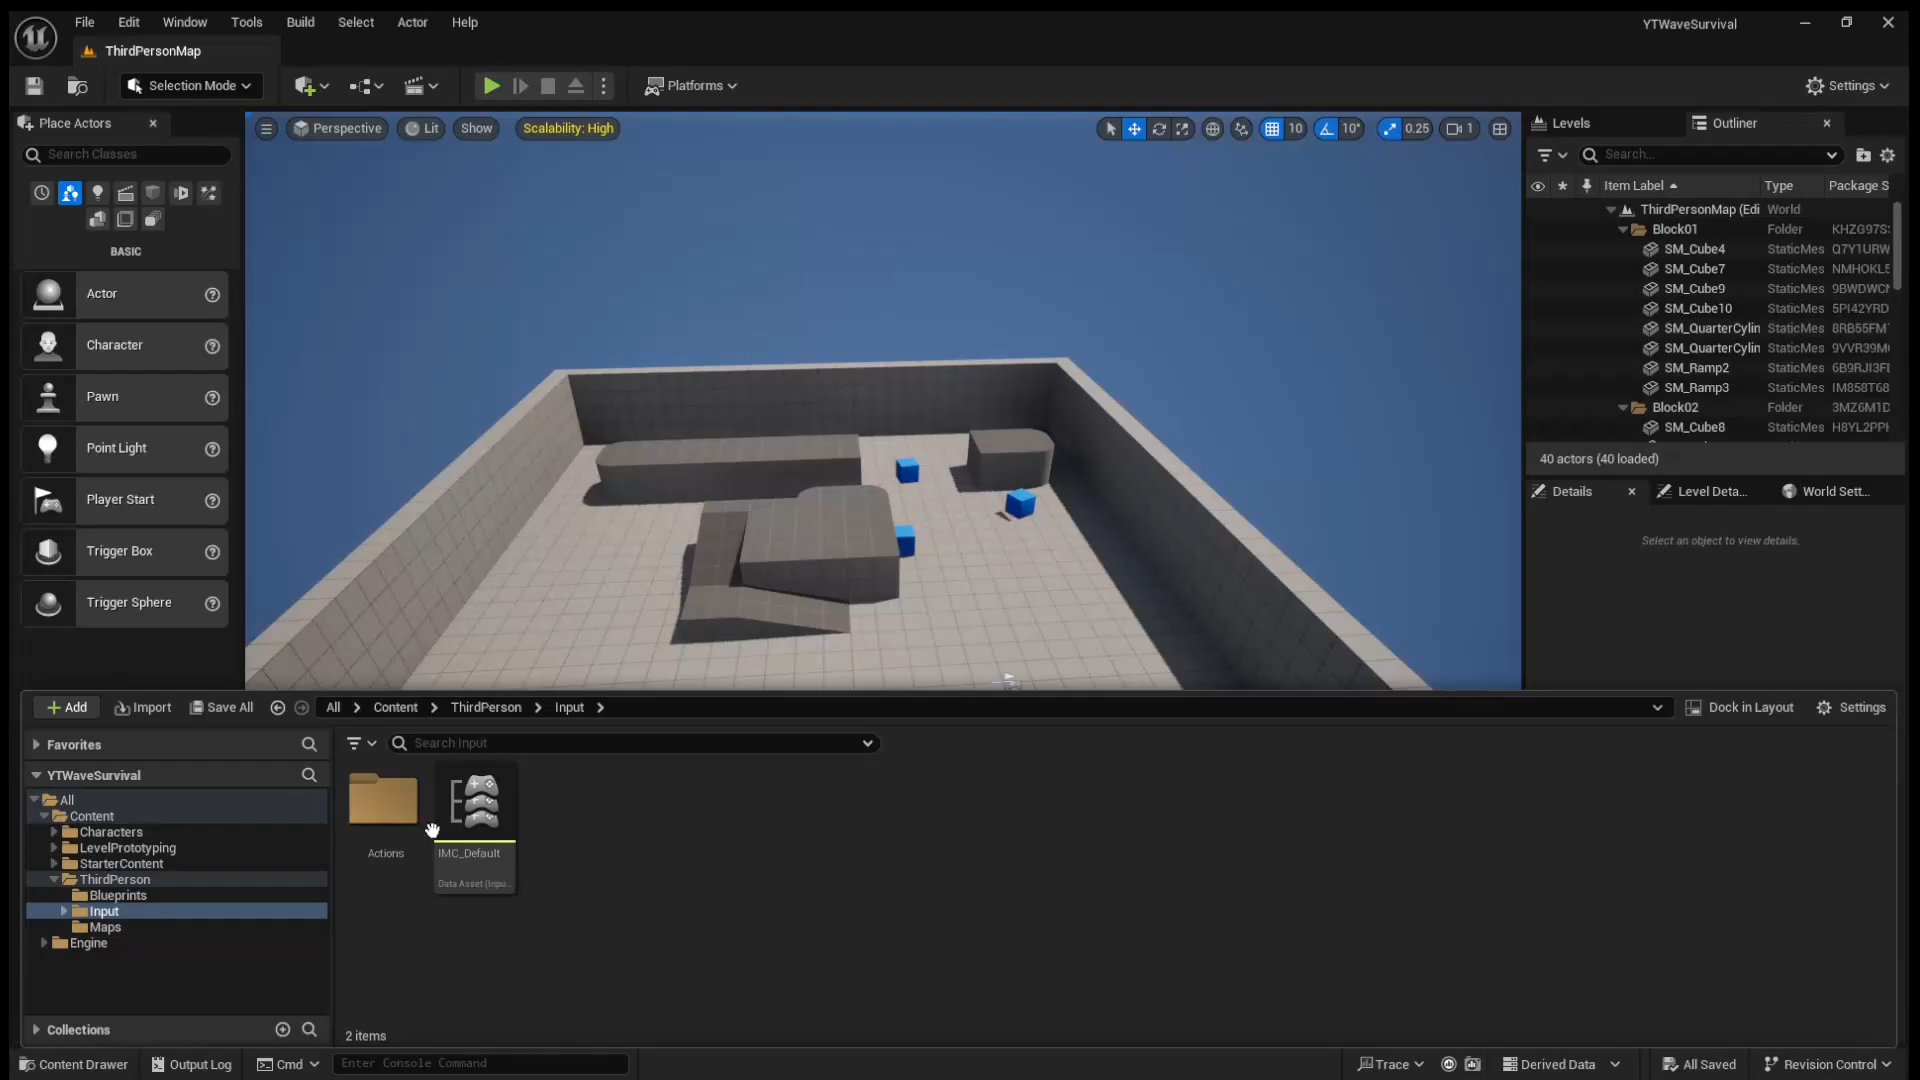 File Edit Window Tools Build Select Actor Help
YTWaveSurvival
ThirdPersonMap
Selection Mode
Platforms
Settings
Place Actors
Search Classes
BASIC
Actor
Character
Pawn
Point Light
Player Start
Trigger Box
Trigger Sphere
Perspective Lit Show Scalability: High
10 10° 0.25 1
Levels Outliner
Search...
Item Label Type Package S
ThirdPersonMap (Edi World
Block01 Folder KHZG97S
SM_Cube4 StaticMes Q7Y1URW
SM_Cube7 StaticMes NMHOKL
SM_Cube9 StaticMes 9BWDWC
SM_Cube10 StaticMes 5PI42YRD
SM_QuarterCylin StaticMes 8RB55FM
SM_QuarterCylin StaticMes 9VVR39M
SM_Ramp2 StaticMes 6B9RJI3F
SM_Ramp3 StaticMes IM858T68
Block02 Folder 3MZ6M1D
SM_Cube8 StaticMes H8YL2PP
40 actors (40 loaded)
Details Level Deta... World Sett...
Select an object to view details.
Add Import Save All All Content ThirdPerson Input Dock in Layout Settings
Favorites
Search Input
YTWaveSurvival
All
Content
Characters
LevelPrototyping
StarterContent
ThirdPerson
Blueprints
Input
Maps
Engine
Collections
Actions
IMC_Default
Data Asset (Inpu...
2 items
Content Drawer Output Log Cmd Enter Console Command Trace Derived Data All Saved Revision Control